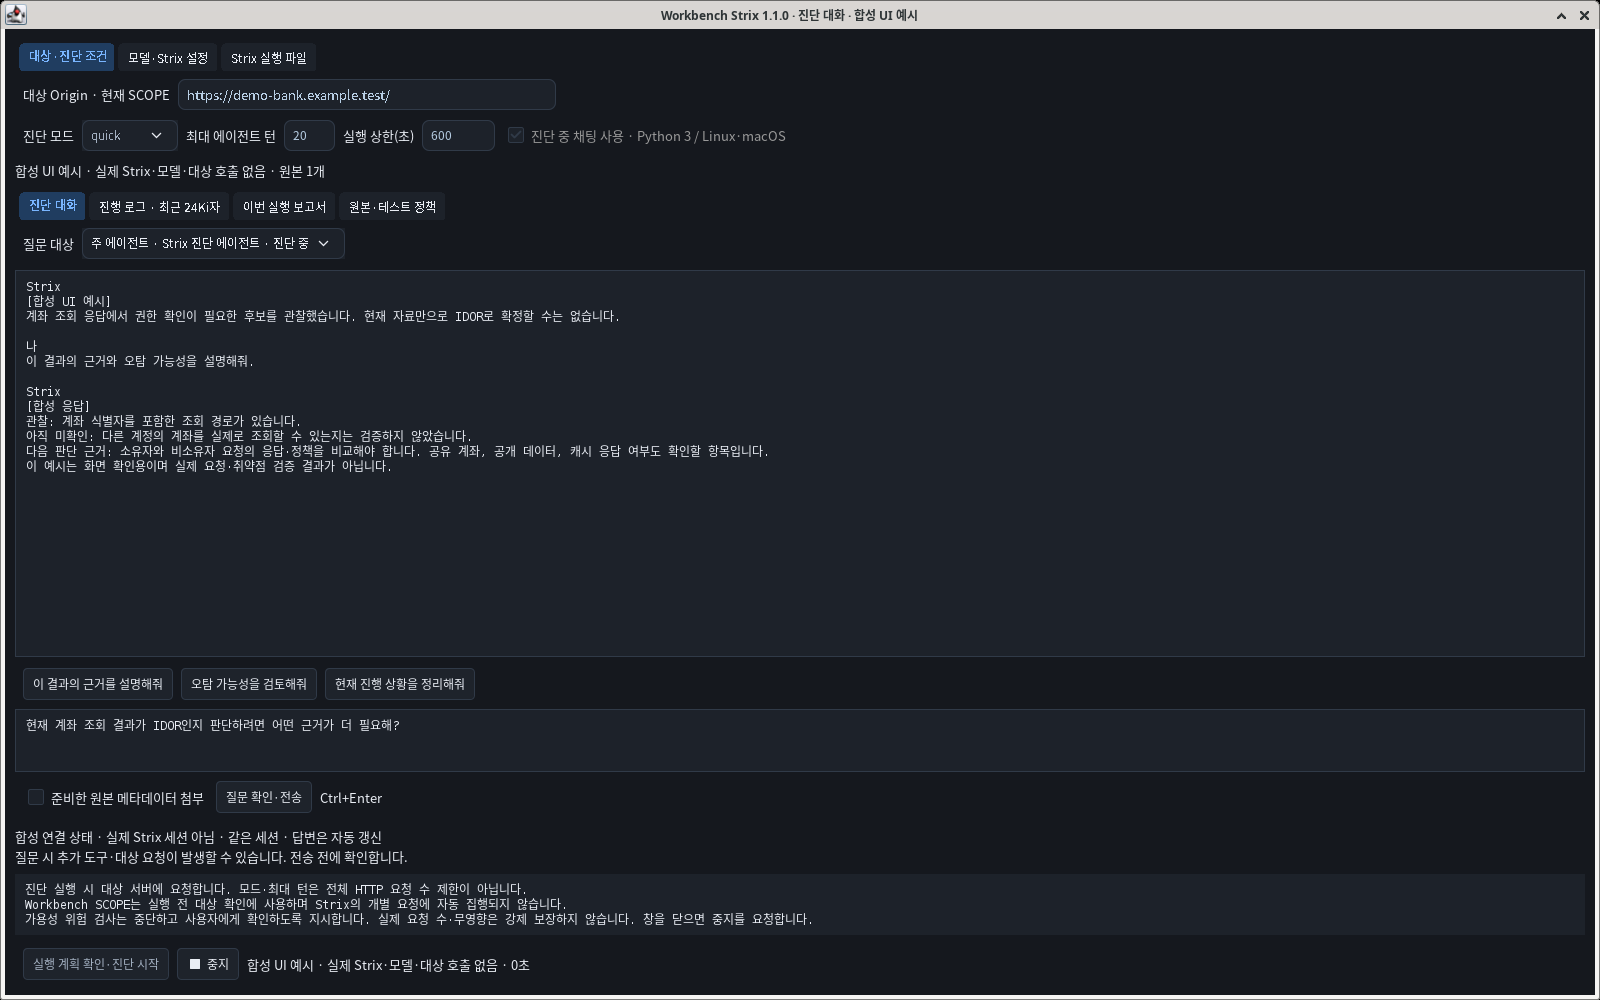 Workbench Strix 1.1.0 · 진단 대화 · 합성 UI 예시
대상·진단 조건 모델·Strix 설정 Strix 실행 파일
대상 Origin · 현재 SCOPE https://demo-bank.example.test/
진단 모드 quick 최대 에이전트 턴 20 실행 상한(초) 600 진단 중 채팅 사용 · Python 3 / Linux·macOS
합성 UI 예시 · 실제 Strix·모델·대상 호출 없음 · 원본 1개
진단 대화 진행 로그 · 최근 24Ki자 이번 실행 보고서 원본·테스트 정책
질문 대상 주 에이전트 · Strix 진단 에이전트 · 진단 중
Strix
[합성 UI 예시]
계좌 조회 응답에서 권한 확인이 필요한 후보를 관찰했습니다. 현재 자료만으로 IDOR로 확정할 수는 없습니다.
나
이 결과의 근거와 오탐 가능성을 설명해줘.
Strix
[합성 응답]
관찰: 계좌 식별자를 포함한 조회 경로가 있습니다.
아직 미확인: 다른 계정의 계좌를 실제로 조회할 수 있는지는 검증하지 않았습니다.
다음 판단 근거: 소유자와 비소유자 요청의 응답·정책을 비교해야 합니다. 공유 계좌, 공개 데이터, 캐시 응답 여부도 확인할 항목입니다.
이 예시는 화면 확인용이며 실제 요청·취약점 검증 결과가 아닙니다.
이 결과의 근거를 설명해줘 오탐 가능성을 검토해줘 현재 진행 상황을 정리해줘
현재 계좌 조회 결과가 IDOR인지 판단하려면 어떤 근거가 더 필요해?
준비한 원본 메타데이터 첨부 질문 확인·전송 Ctrl+Enter
합성 연결 상태 · 실제 Strix 세션 아님 · 같은 세션 · 답변은 자동 갱신
질문 시 추가 도구·대상 요청이 발생할 수 있습니다. 전송 전에 확인합니다.
진단 실행 시 대상 서버에 요청합니다. 모드·최대 턴은 전체 HTTP 요청 수 제한이 아닙니다.
Workbench SCOPE는 실행 전 대상 확인에 사용하며 Strix의 개별 요청에 자동 집행되지 않습니다.
가용성 위험 검사는 중단하고 사용자에게 확인하도록 지시합니다. 실제 요청 수·무영향은 강제 보장하지 않습니다. 창을 닫으면 중지를 요청합니다.
실행 계획 확인·진단 시작 중지 합성 UI 예시 · 실제 Strix·모델·대상 호출 없음 · 0초